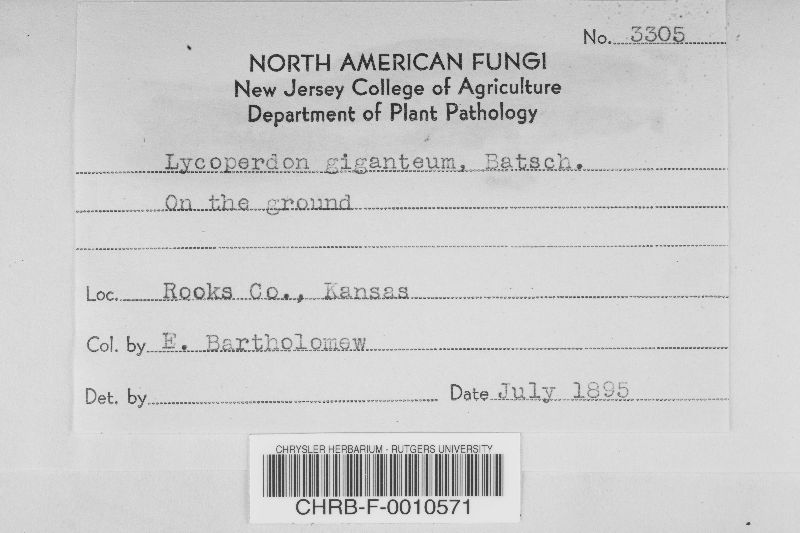 No. 3305
NORTH AMERICAN FUNGI
New Jersey College of Agriculture
Department of Plant Pathology
Lycoperdon giganteum, Batsch.
On the ground
Loc. Rooks Co., Kansas
Col. by E. Bartholomew
Det. by Date July 1895
CHRYSLER HERBARIUM - RUTGERS UNIVERSITY
CHRB-F-0010571